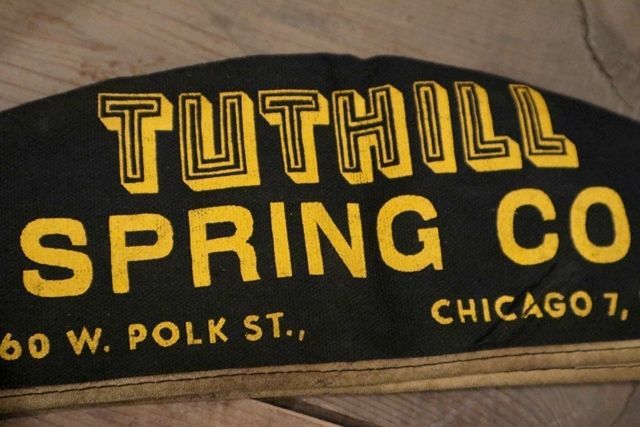 TUTHILL
SPRING CO
60 W. POLK ST., CHICAGO 7,